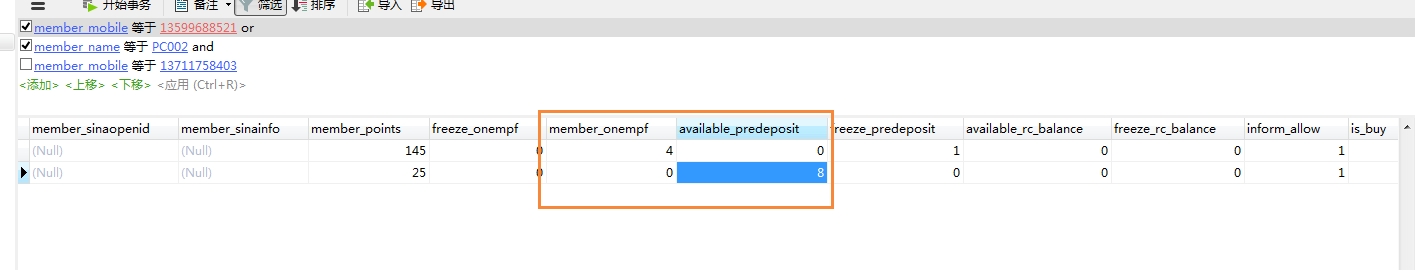 开始事务 备注 筛选 排序 导入 导出
member_mobile 等于 13599688521 or
member_name 等于 PC002 and
member_mobile 等于 13711758403
<添加> <上移> <下移> <应用 (Ctrl+R)>
member_sinaopenid member_sinainfo member_points freeze_onempf member_onempf available_predeposit freeze_predeposit available_rc_balance freeze_rc_balance inform_allow is_buy
(Null) (Null) 145 0 4 0 1 0 0 1
(Null) (Null) 25 0 0 8 0 0 0 1